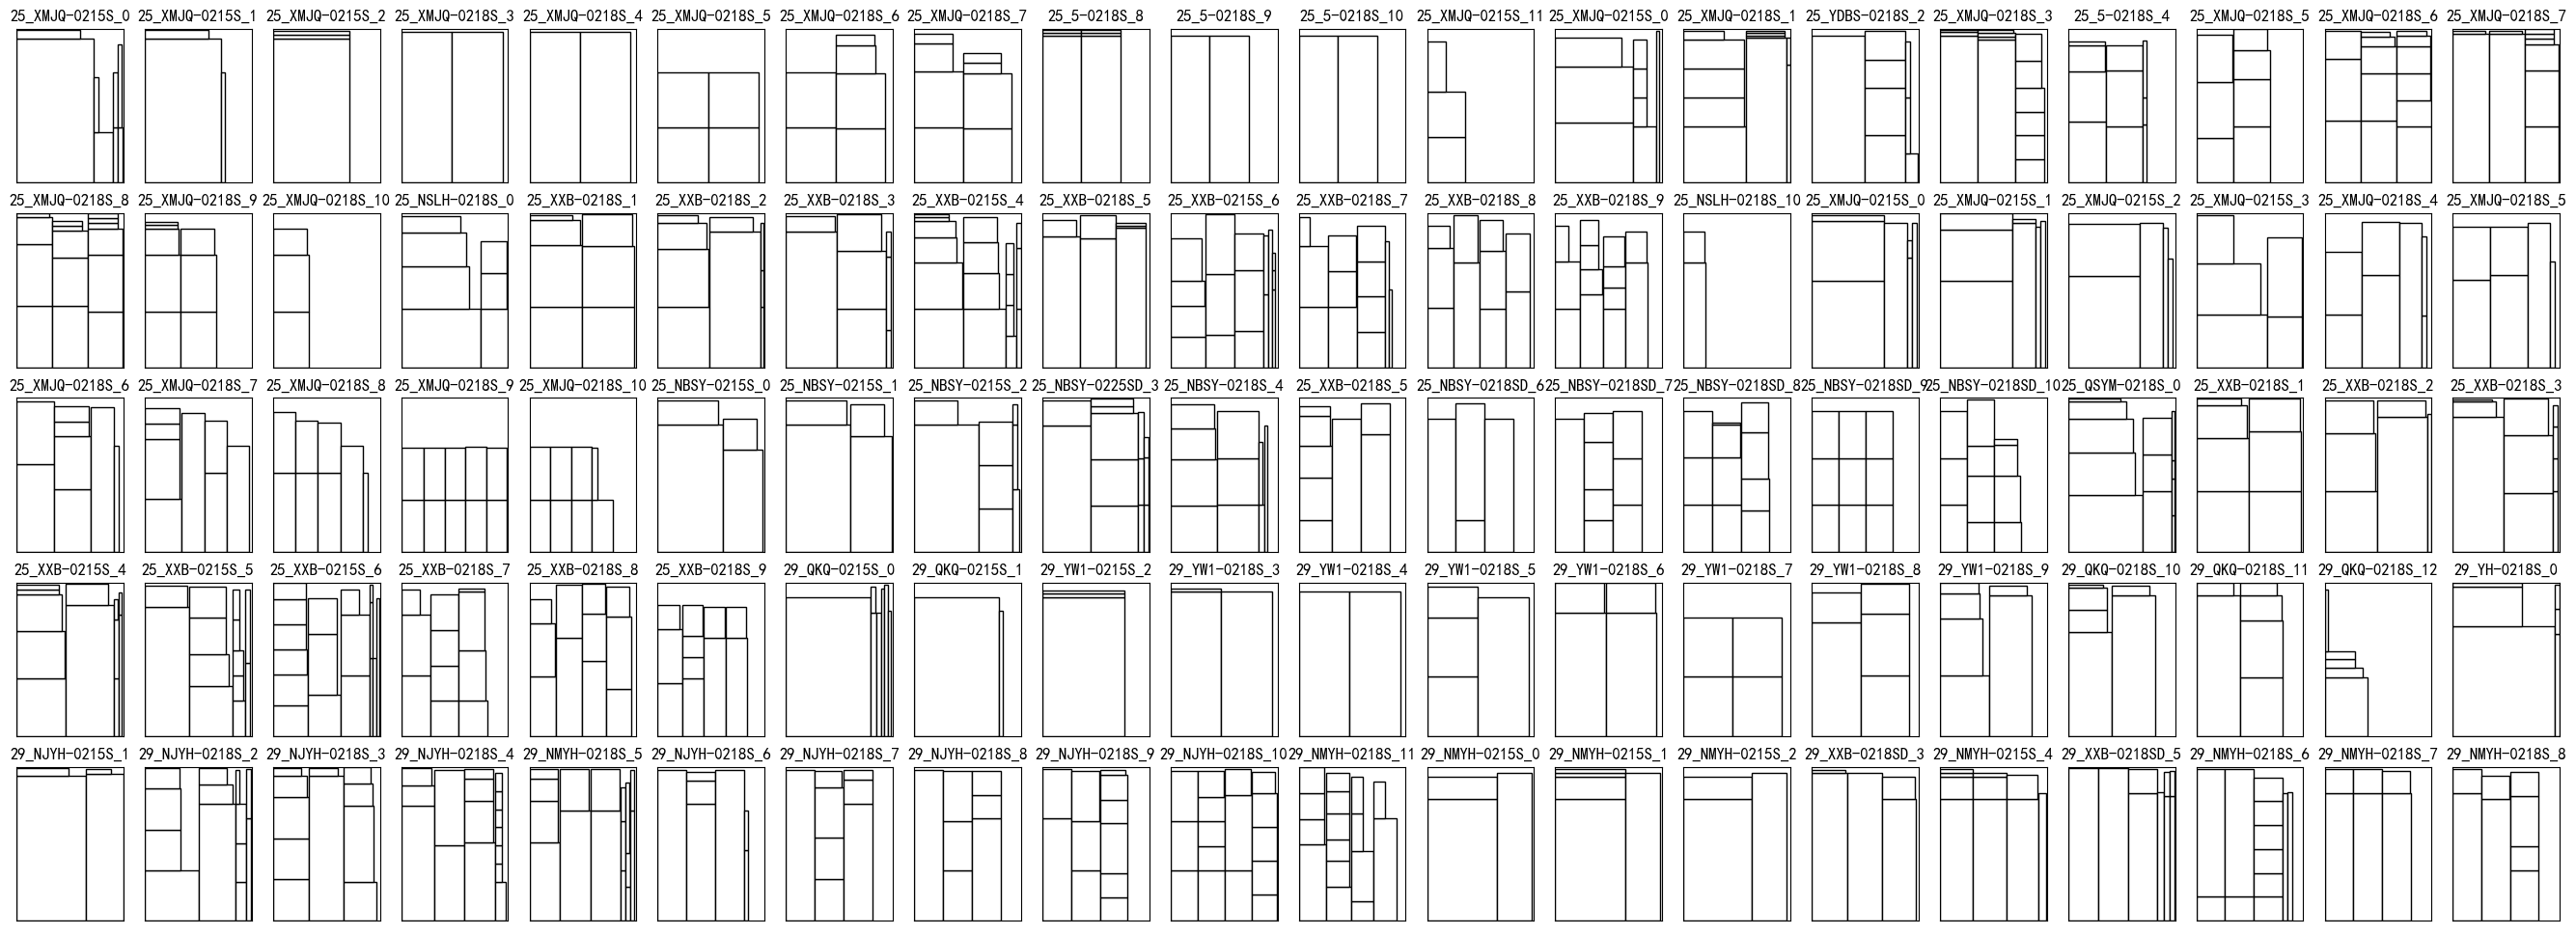 25_XMJQ-0215S_0 25_XMJQ-0215S_1 25_XMJQ-0215S_2 25_XMJQ-0218S_3 25_XMJQ-0218S_4 25_XMJQ-0218S_5 25_XMJQ-0218S_6 25_XMJQ-0218S_7 25_5-0218S_8 25_5-0218S_9 25_5-0218S_10 25_XMJQ-0215S_11 25_XMJQ-0215S_0 25_XMJQ-0218S_1 25_YDBS-0218S_2 25_XMJQ-0218S_3 25_5-0218S_4 25_XMJQ-0218S_5 25_XMJQ-0218S_6 25_XMJQ-0218S_7
25_XMJQ-0218S_8 25_XMJQ-0218S_9 25_XMJQ-0218S_10 25_NSLH-0218S_0 25_XXB-0218S_1 25_XXB-0218S_2 25_XXB-0218S_3 25_XXB-0215S_4 25_XXB-0218S_5 25_XXB-0215S_6 25_XXB-0218S_7 25_XXB-0218S_8 25_XXB-0218S_9 25_NSLH-0218S_10 25_XMJQ-0215S_0 25_XMJQ-0215S_1 25_XMJQ-0215S_2 25_XMJQ-0215S_3 25_XMJQ-0218S_4 25_XMJQ-0218S_5
25_XMJQ-0218S_6 25_XMJQ-0218S_7 25_XMJQ-0218S_8 25_XMJQ-0218S_9 25_XMJQ-0218S_10 25_NBSY-0215S_0 25_NBSY-0215S_1 25_NBSY-0215S_2 25_NBSY-0225SD_3 25_NBSY-0218S_4 25_XXB-0218S_5 25_NBSY-0218SD_6 25_NBSY-0218SD_7 25_NBSY-0218SD_8 25_NBSY-0218SD_9 25_NBSY-0218SD_10 25_QSYM-0218S_0 25_XXB-0218S_1 25_XXB-0218S_2 25_XXB-0218S_3
25_XXB-0215S_4 25_XXB-0215S_5 25_XXB-0215S_6 25_XXB-0218S_7 25_XXB-0218S_8 25_XXB-0218S_9 29_QKQ-0215S_0 29_QKQ-0215S_1 29_YW1-0215S_2 29_YW1-0218S_3 29_YW1-0218S_4 29_YW1-0218S_5 29_YW1-0218S_6 29_YW1-0218S_7 29_YW1-0218S_8 29_YW1-0218S_9 29_QKQ-0218S_10 29_QKQ-0218S_11 29_QKQ-0218S_12 29_YH-0218S_0
29_NJYH-0215S_1 29_NJYH-0218S_2 29_NJYH-0218S_3 29_NJYH-0218S_4 29_NMYH-0218S_5 29_NJYH-0218S_6 29_NJYH-0218S_7 29_NJYH-0218S_8 29_NJYH-0218S_9 29_NJYH-0218S_10 29_NMYH-0218S_11 29_NMYH-0215S_0 29_NMYH-0215S_1 29_NMYH-0215S_2 29_XXB-0218SD_3 29_NMYH-0215S_4 29_XXB-0218SD_5 29_NMYH-0218S_6 29_NMYH-0218S_7 29_NMYH-0218S_8